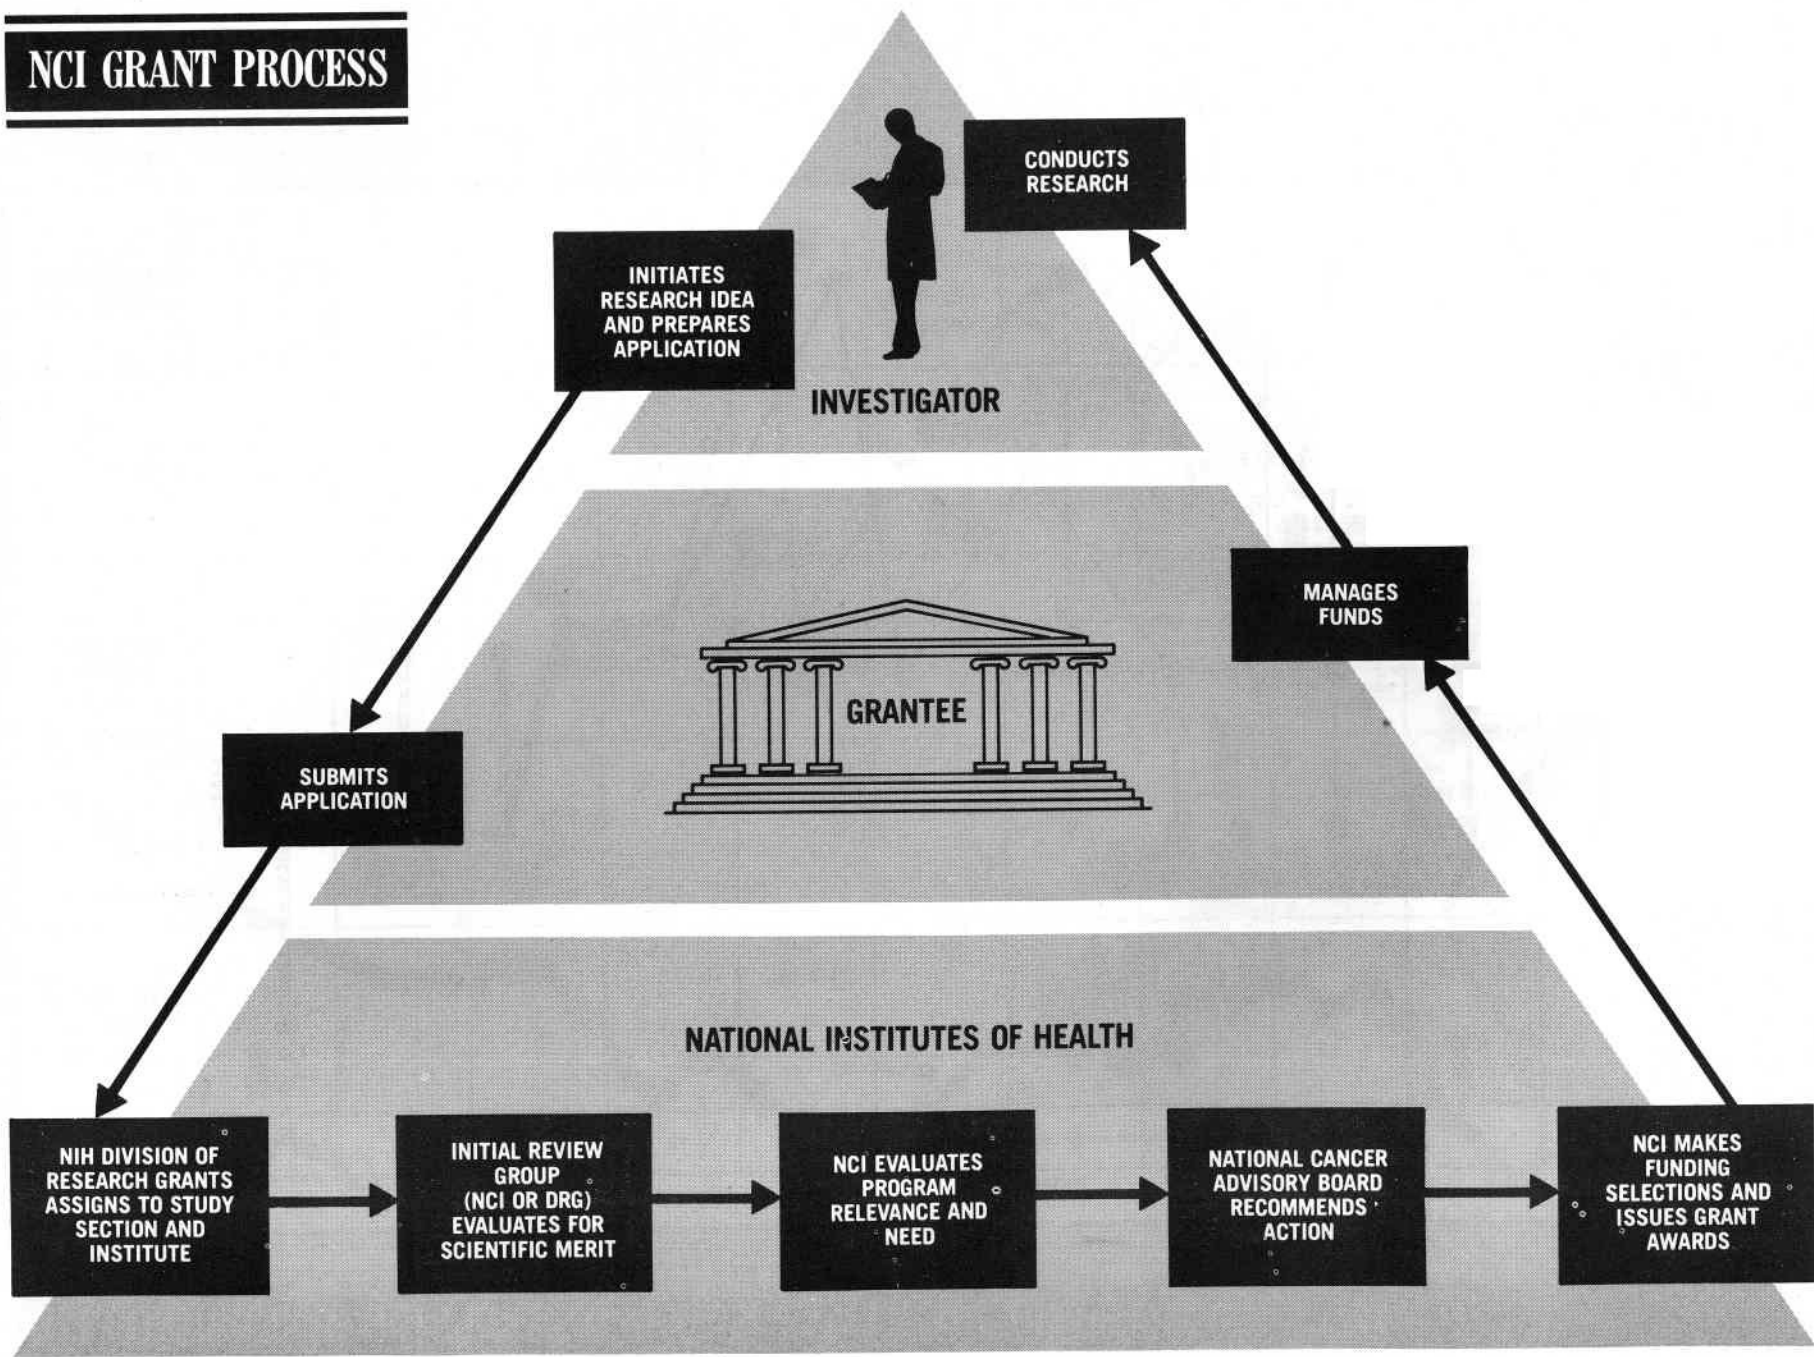 NCI GRANT PROCESS
CONDUCTS
RESEARCH
INITIATES
RESEARCH IDEA
AND PREPARES
APPLICATION
INVESTIGATOR
MANAGES
FUNDS
GRANTEE
SUBMITS
APPLICATION
NATIONAL INSTITUTES OF HEALTH
NIH DIVISION OF
RESEARCH GRANTS
ASSIGNS TO STUDY
SECTION AND
INSTITUTE
INITIAL REVIEW
GROUP
(NCI OR DRG)
EVALUATES FOR
SCIENTIFIC MERIT
NCI EVALUATES
PROGRAM
RELEVANCE AND
NEED
NATIONAL CANCER
ADVISORY BOARD
RECOMMENDS
ACTION
NCI MAKES
FUNDING
SELECTIONS AND
ISSUES GRANT
AWARDS